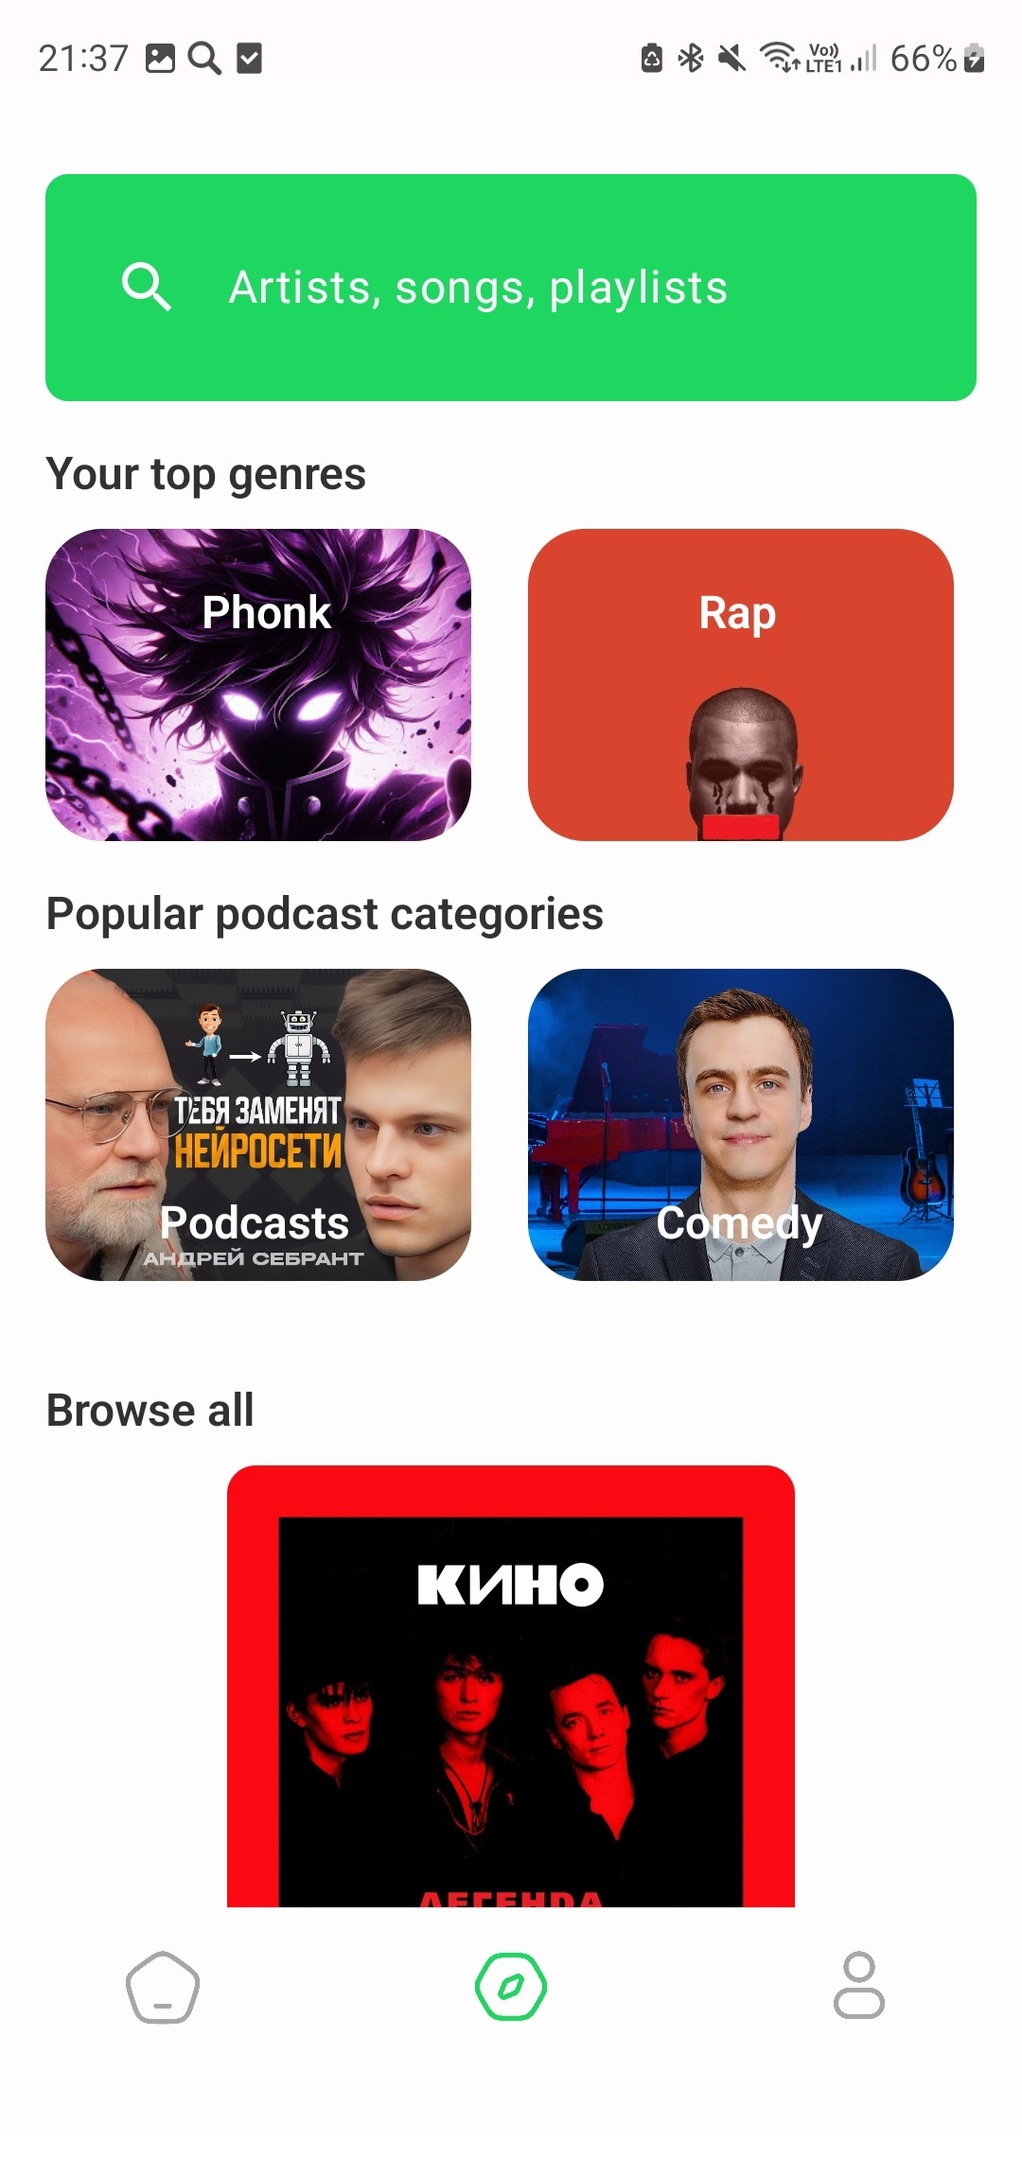 21:37
Vo))
LTE1
66%
Artists, songs, playlists
Your top genres
Phonk
Rap
Popular podcast categories
ТЕБЯ ЗАМЕНЯТ
НЕЙРОСЕТИ
Podcasts
АНДРЕЙ СЕБРАНТ
Comedy
Browse all
КИНО
ЛЕГЕНДА